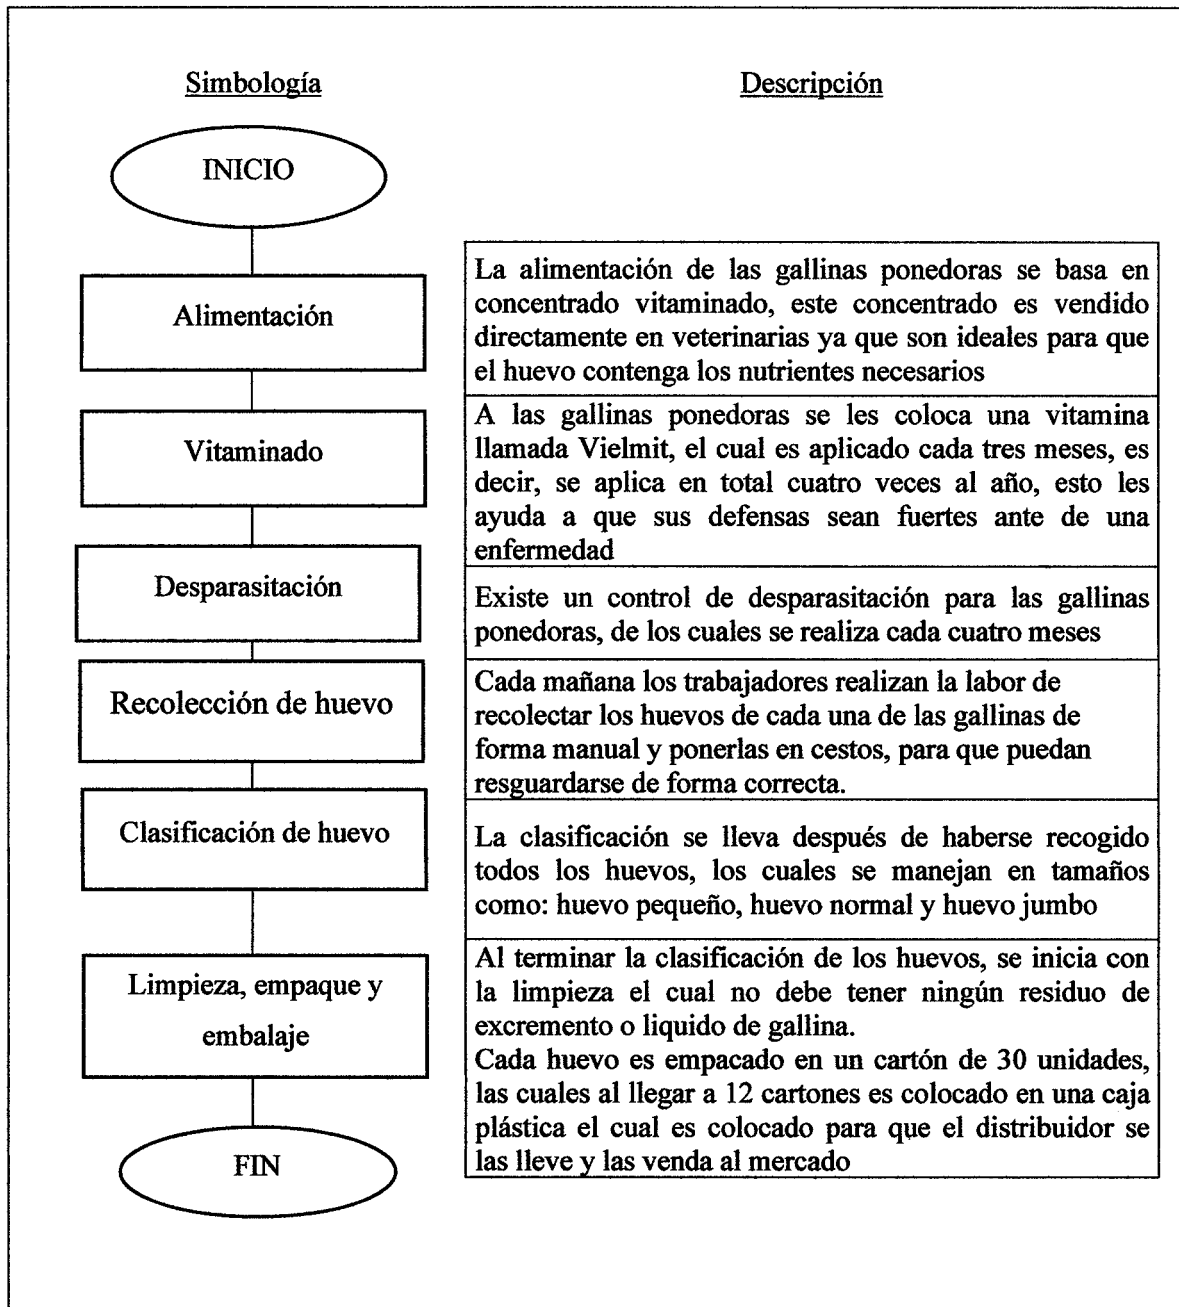 Simbología
Descripción
INICIO
Alimentación
La alimentación de las gallinas ponedoras se basa en
concentrado vitaminado, este concentrado es vendido
directamente en veterinarias ya que son ideales para que
el huevo contenga los nutrientes necesarios
Vitaminado
A las gallinas ponedoras se les coloca una vitamina
llamada Vielmit, el cual es aplicado cada tres meses, es
decir, se aplica en total cuatro veces al año, esto les
ayuda a que sus defensas sean fuertes ante de una
enfermedad
Desparasitación
Existe un control de desparasitación para las gallinas
ponedoras, de los cuales se realiza cada cuatro meses
Recolección de huevo
Cada mañana los trabajadores realizan la labor de
recolectar los huevos de cada una de las gallinas de
forma manual y ponerlas en cestos, para que puedan
resguardarse de forma correcta.
Clasificación de huevo
La clasificación se lleva después de haberse recogido
todos los huevos, los cuales se manejan en tamaños
como: huevo pequeño, huevo normal y huevo jumbo
Limpieza, empaque y
embalaje
Al terminar la clasificación de los huevos, se inicia con
la limpieza el cual no debe tener ningún residuo de
excremento o liquido de gallina.
Cada huevo es empacado en un cartón de 30 unidades,
las cuales al llegar a 12 cartones es colocado en una caja
plástica el cual es colocado para que el distribuidor se
las lleve y las venda al mercado
FIN